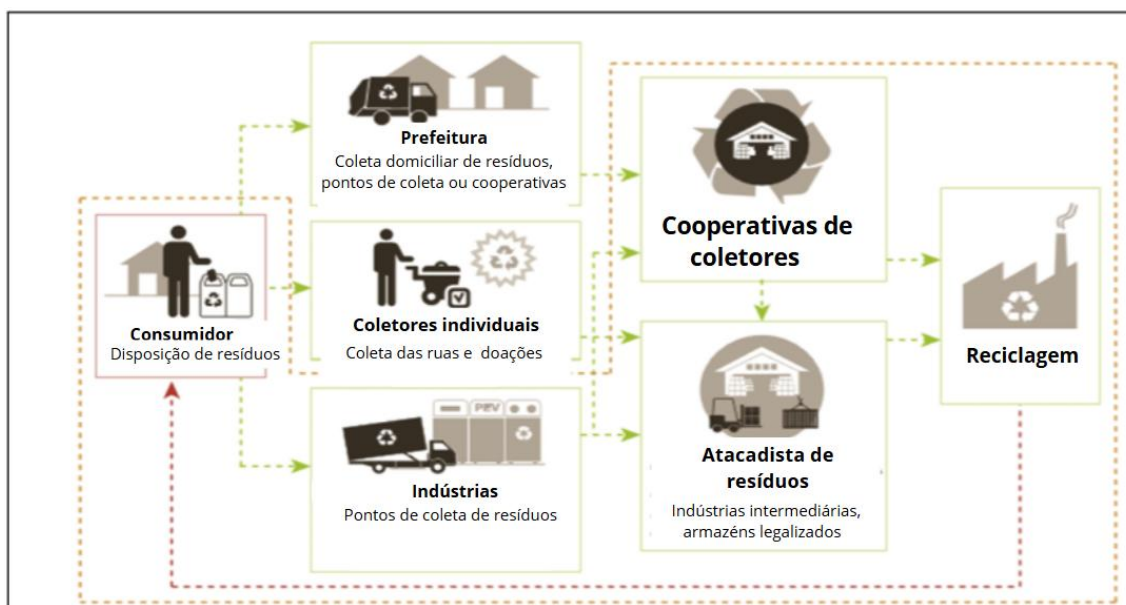 Prefeitura
Coleta domiciliar de resíduos,
pontos de coleta ou cooperativas
Consumidor
Disposição de resíduos
Coletores individuais
Coleta das ruas e doações
PEV
Indústrias
Pontos de coleta de resíduos
Cooperativas de
coletores
Atacadista de
resíduos
Indústrias intermediárias,
armazéns legalizados
Reciclagem